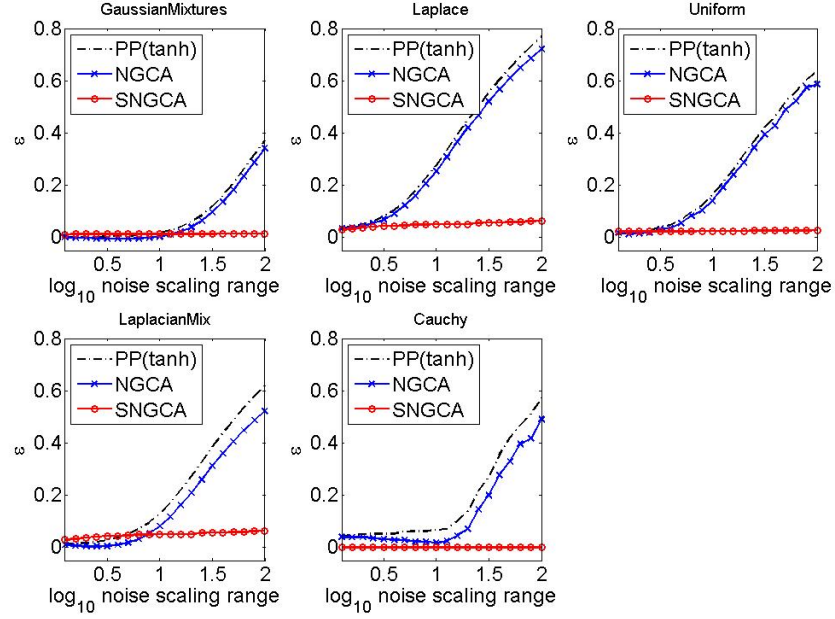 GaussianMixtures
0.8
0.6
0.4
0.2
0
ε
PP(tanh)
NGCA
SNGCA
0.5 1 1.5 2
log10 noise scaling range
Laplace
0.8
0.6
0.4
0.2
0
ε
PP(tanh)
NGCA
SNGCA
0.5 1 1.5 2
log10 noise scaling range
Uniform
0.8
0.6
0.4
0.2
0
ε
PP(tanh)
NGCA
SNGCA
0.5 1 1.5 2
log10 noise scaling range
LaplacianMix
0.8
0.6
0.4
0.2
0
ε
PP(tanh)
NGCA
SNGCA
0.5 1 1.5 2
log10 noise scaling range
Cauchy
0.8
0.6
0.4
0.2
0
ε
PP(tanh)
NGCA
SNGCA
0.5 1 1.5 2
log10 noise scaling range